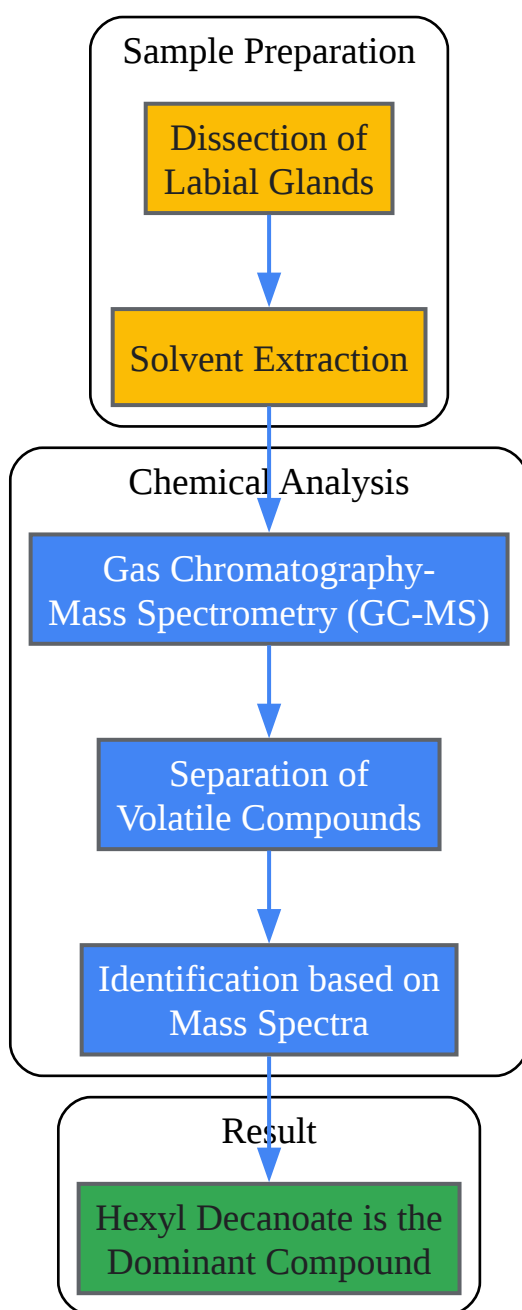 Sample Preparation
Dissection of
Labial Glands
Solvent Extraction
Chemical Analysis
Gas Chromatography-
Mass Spectrometry (GC-MS)
Separation of
Volatile Compounds
Identification based on
Mass Spectra
Result
Hexyl Decanoate is the
Dominant Compound